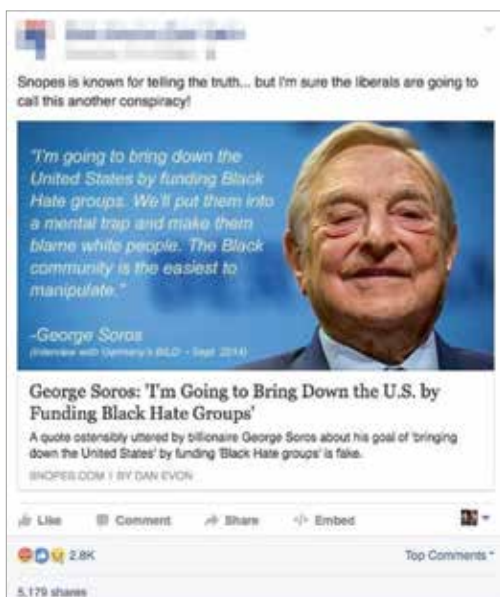 Snopes is known for telling the truth... but I'm sure the liberals are going to
call this another conspiracy!
"I'm going to bring down the
United States by funding Black
Hate groups. We'll put them into
a mental trap and make them
blame white people. The Black
community is the easiest to
manipulate."
-George Soros
(Interview with Germany's BILD - Sept. 2014)
George Soros: 'I'm Going to Bring Down the U.S. by
Funding Black Hate Groups'
A quote ostensibly uttered by billionaire George Soros about his goal of 'bringing
down the United States' by funding 'Black Hate groups' is fake.
SNOPES.COM | BY DAN EVON
Like Comment Share Embed
2.8K Top Comments
5,179 shares